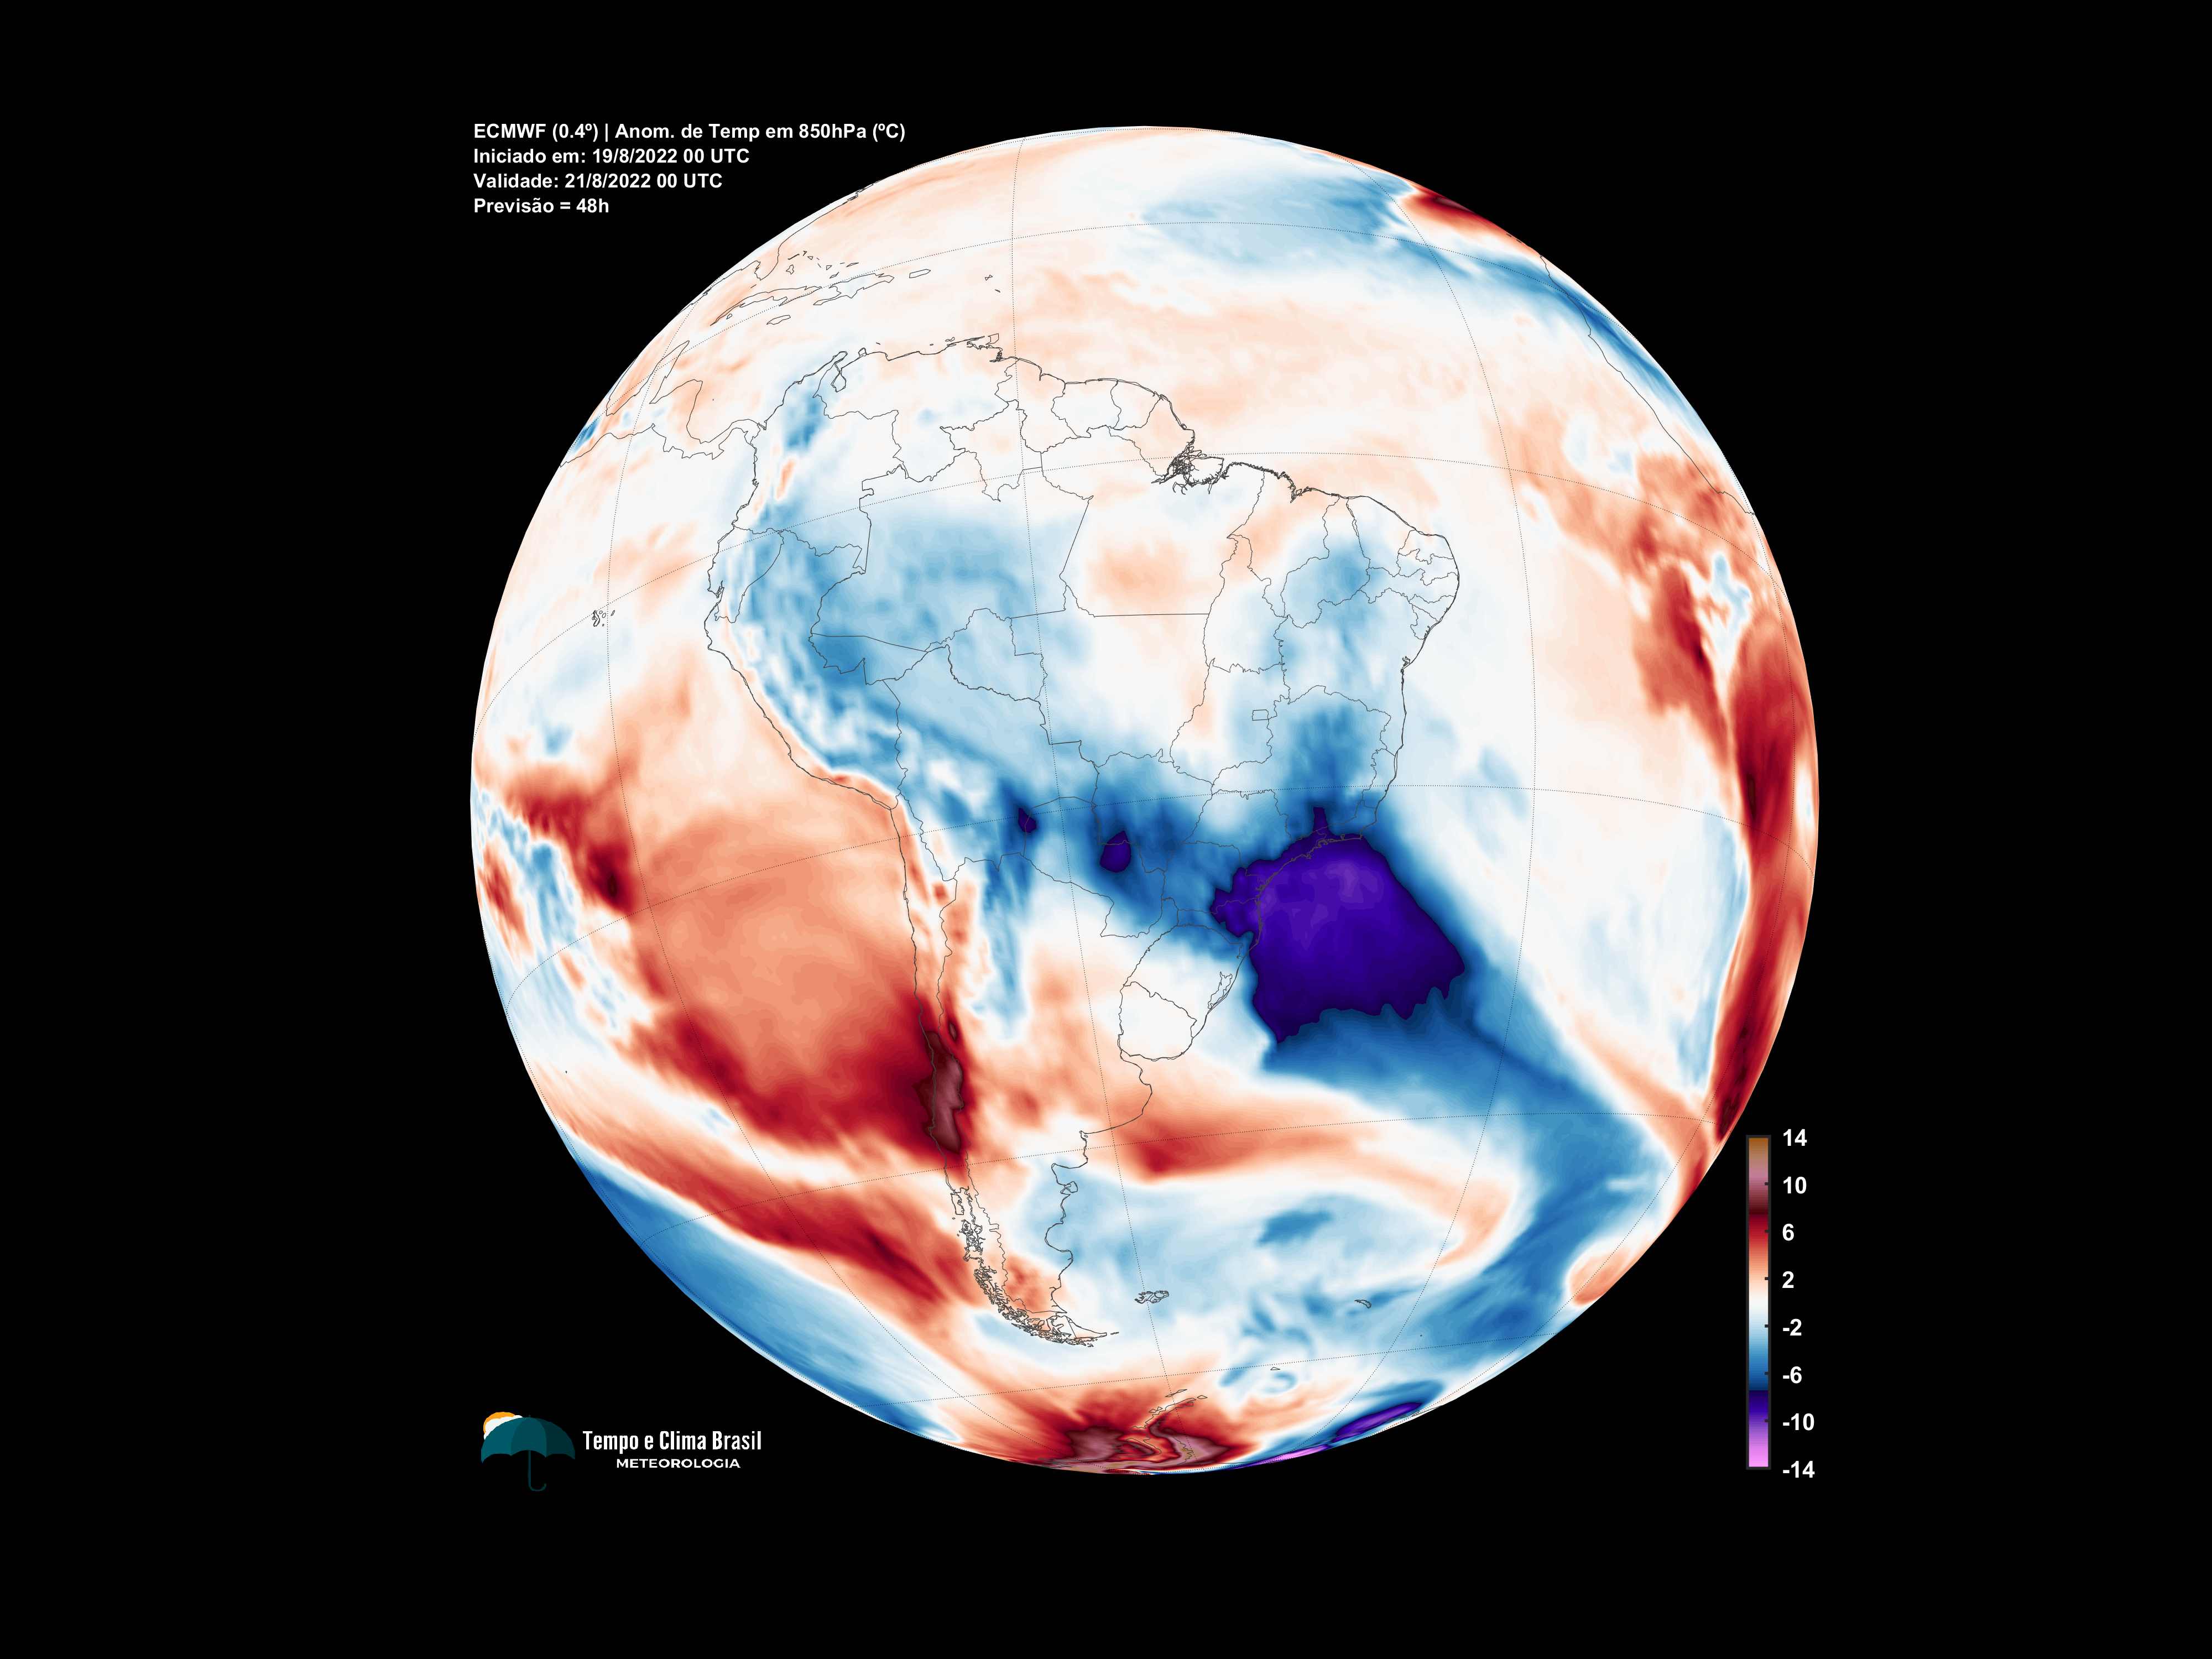 ECMWF (0.4º) | Anom. de Temp em 850hPa (ºC)
Iniciado em: 19/8/2022 00 UTC
Validade: 21/8/2022 00 UTC
Previsão = 48h
14
10
6
2
-2
-6
-10
-14
Tempo e Clima Brasil
METEOROLOGIA